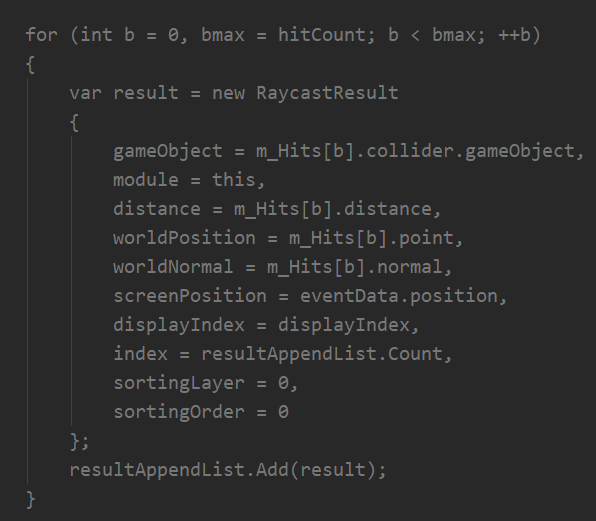 for (int b = 0, bmax = hitCount; b < bmax; ++b)
{
    var result = new RaycastResult
    {
        gameObject = m_Hits[b].collider.gameObject,
        module = this,
        distance = m_Hits[b].distance,
        worldPosition = m_Hits[b].point,
        worldNormal = m_Hits[b].normal,
        screenPosition = eventData.position,
        displayIndex = displayIndex,
        index = resultAppendList.Count,
        sortingLayer = 0,
        sortingOrder = 0
    };
    resultAppendList.Add(result);
}